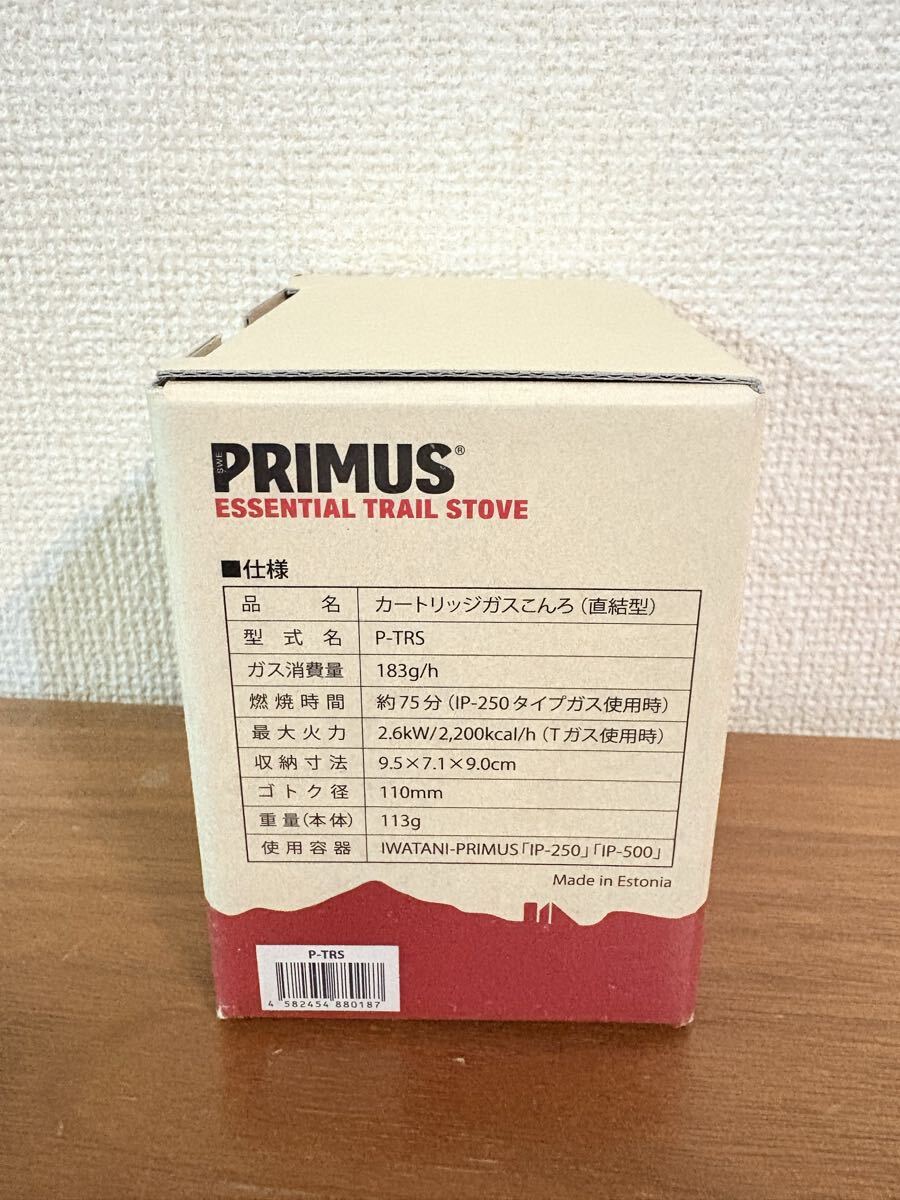 SWE PRIMUS®
ESSENTIAL TRAIL STOVE
■仕様
品名 カートリッジガスこんろ（直結型）
型式名 P-TRS
ガス消費量 183g/h
燃焼時間 約75分（IP-250タイプガス使用時）
最大火力 2.6kW/2,200kcal/h（Tガス使用時）
収納寸法 9.5×7.1×9.0cm
ゴトク径 110mm
重量（本体） 113g
使用容器 IWATANI-PRIMUS「IP-250」「IP-500」
Made in Estonia
P-TRS
4 582454 880187